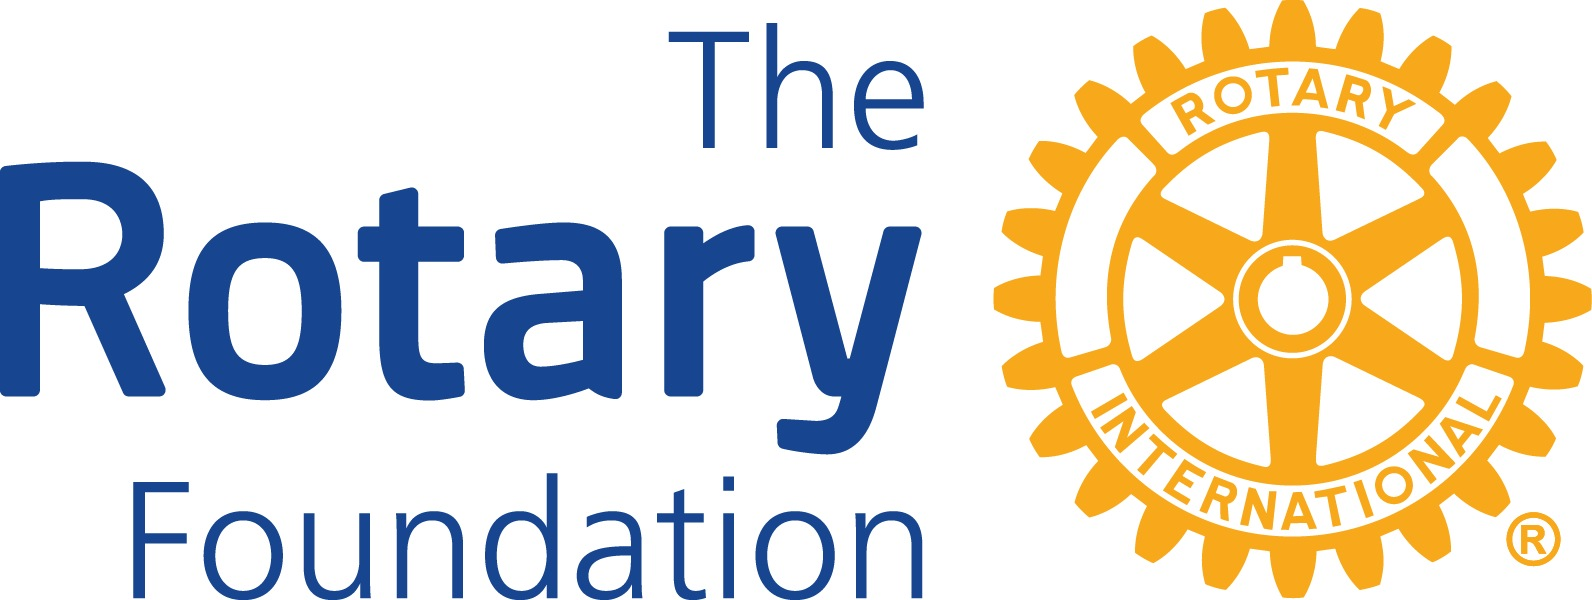 The
Rotary
Foundation
ROTARY
INTERNATIONAL
®